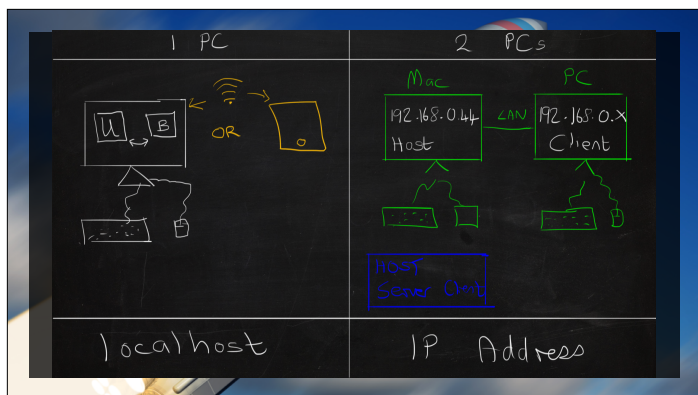 1 PC
2 PCs
U
B
OR
Mac
PC
192.168.0.44
Host
LAN
192.168.0.x
Client
HOST
Server
localhost
IP Address